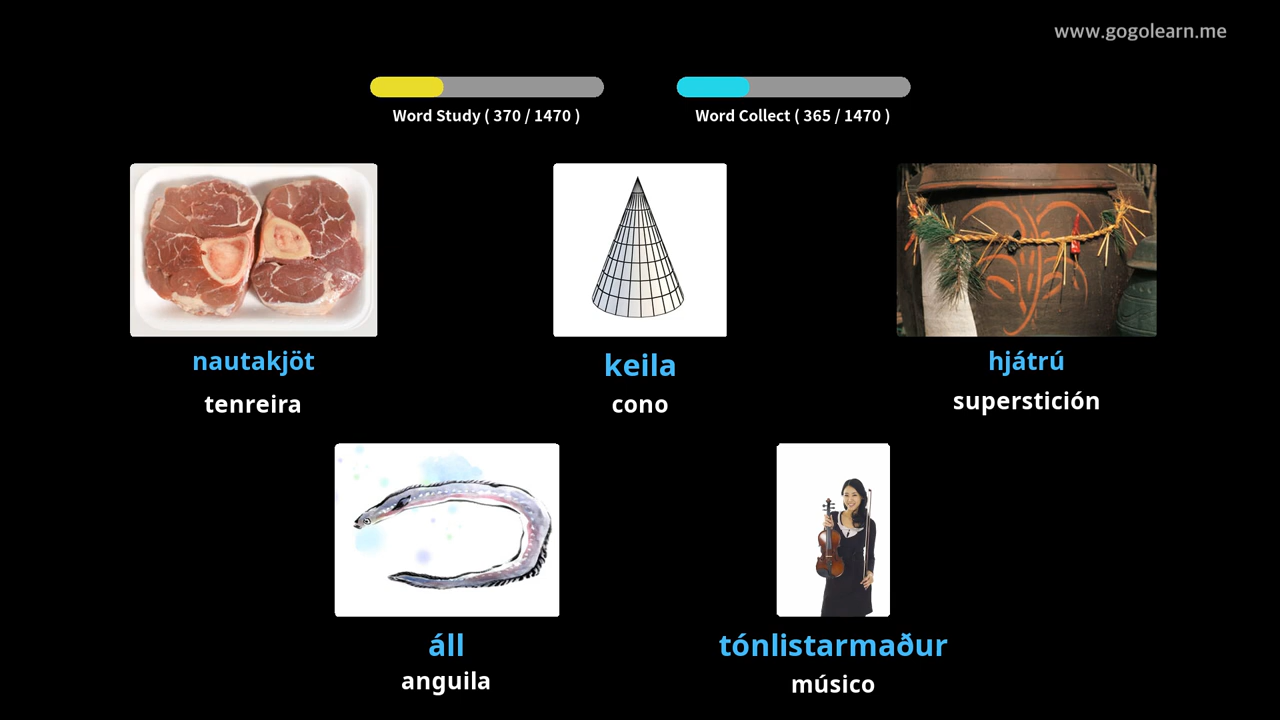 www.gogolearn.me
Word Study ( 370 / 1470 )
Word Collect ( 365 / 1470 )
nautakjöt
tenreira
keila
cono
hjátrú
superstición
áll
anguila
tónlistarmaður
músico